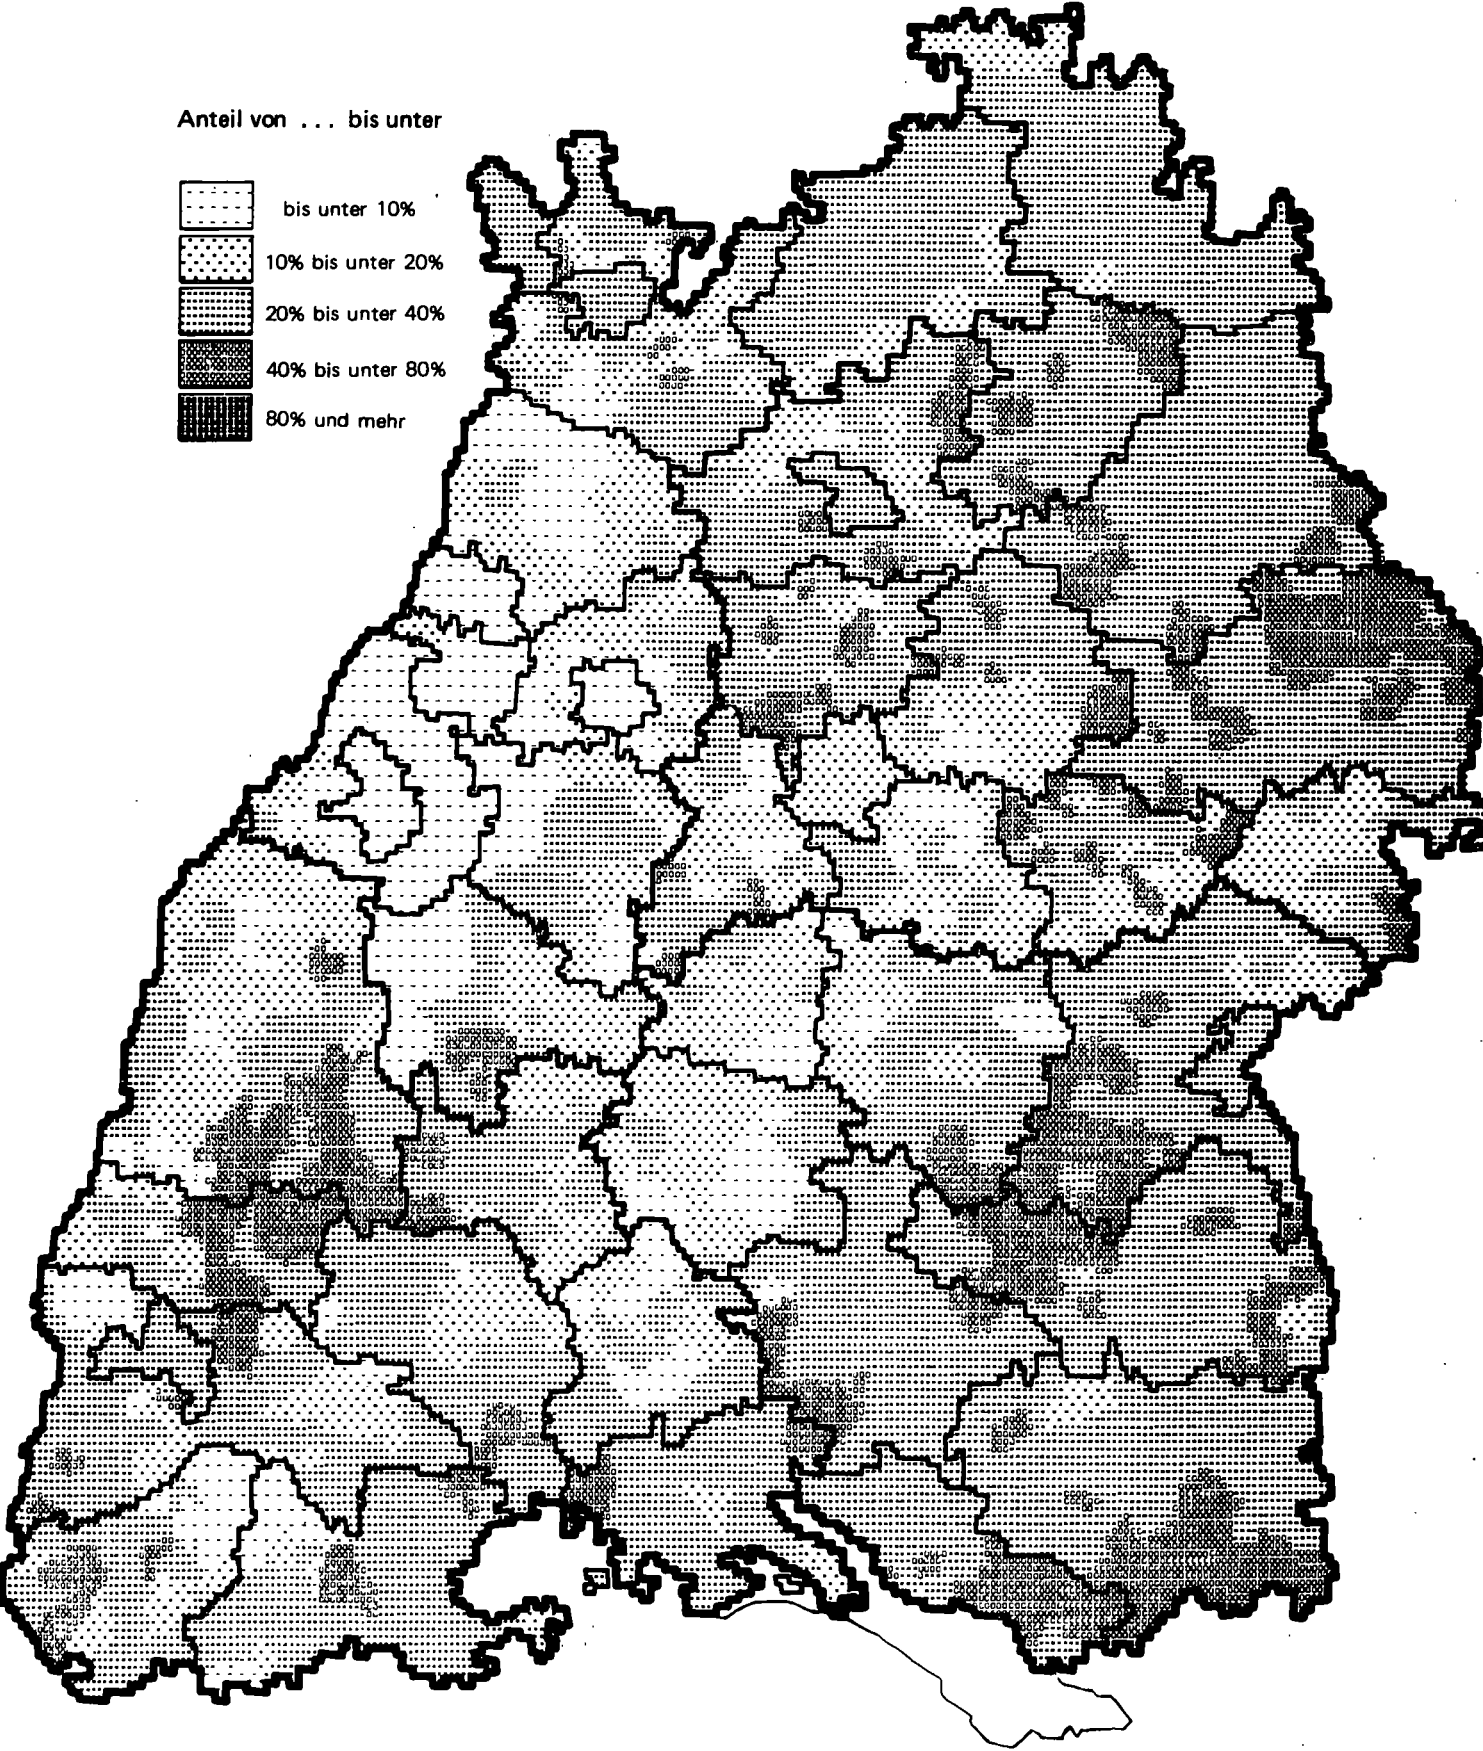 Anteil von ... bis unter
bis unter 10%
10% bis unter 20%
20% bis unter 40%
40% bis unter 80%
80% und mehr